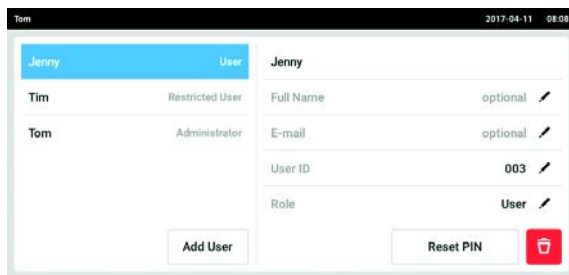 Tom 2017-04-11 08:08
Jenny User
Tim Restricted User
Tom Administrator
Add User
Jenny
Full Name optional
E-mail optional
User ID 003
Role User
Reset PIN